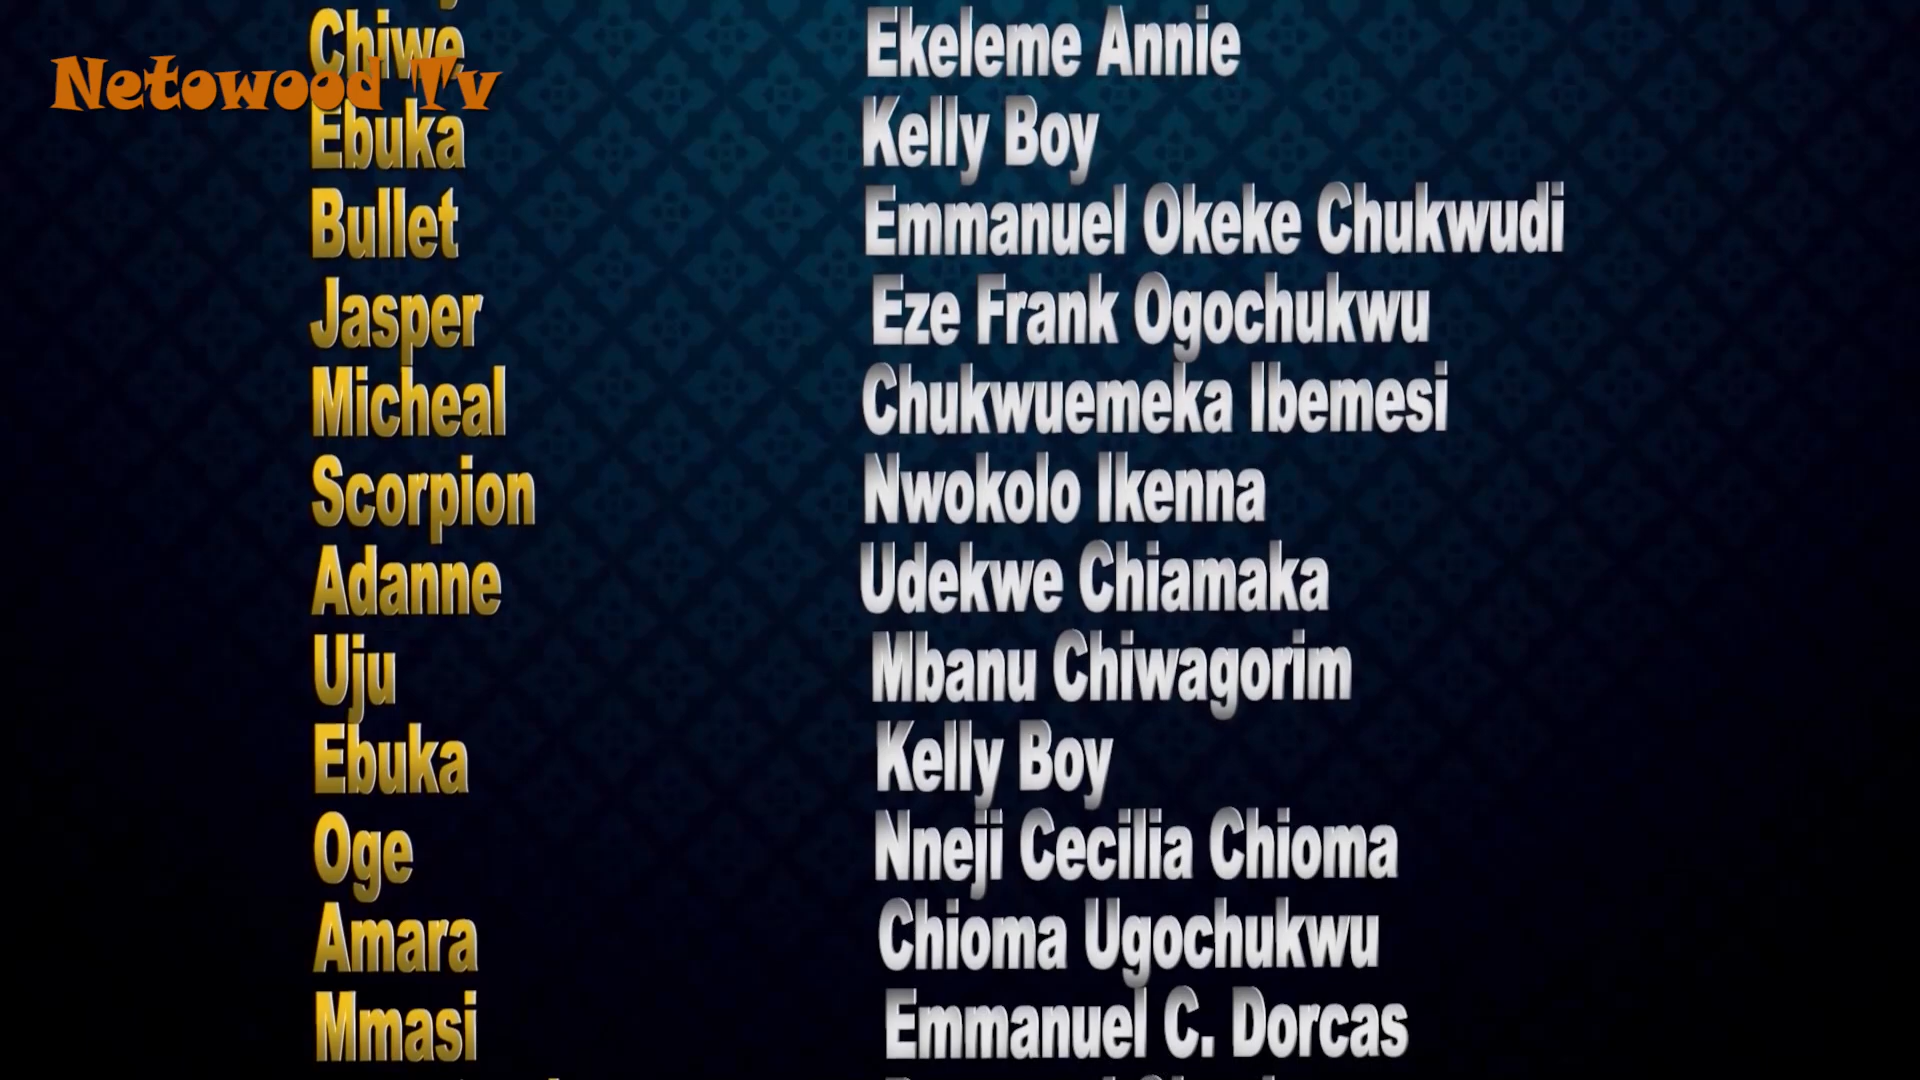 Chiwe Ekeleme Annie
Netowood Tv
Ebuka Kelly Boy
Bullet Emmanuel Okeke Chukwudi
Jasper Eze Frank Ogochukwu
Micheal Chukwuemeka Ibemesi
Scorpion Nwokolo Ikenna
Adanne Udekwe Chiamaka
Uju Mbanu Chiwagorim
Ebuka Kelly Boy
Oge Nneji Cecilia Chioma
Amara Chioma Ugochukwu
Mmasi Emmanuel C. Dorcas